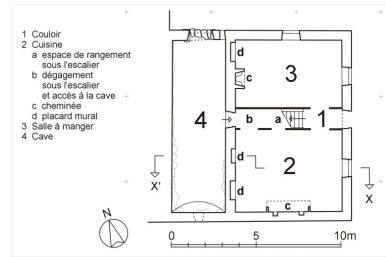 1 Couloir
2 Cuisine
a espace de rangement
sous l'escalier
b dégagement
sous l'escalier
et accès à la cave
c cheminée
d placard mural
3 Salle à manger
4 Cave
d
c
3
4
b
a
1
d
2
d
c
X'
X
N
0
5
10m